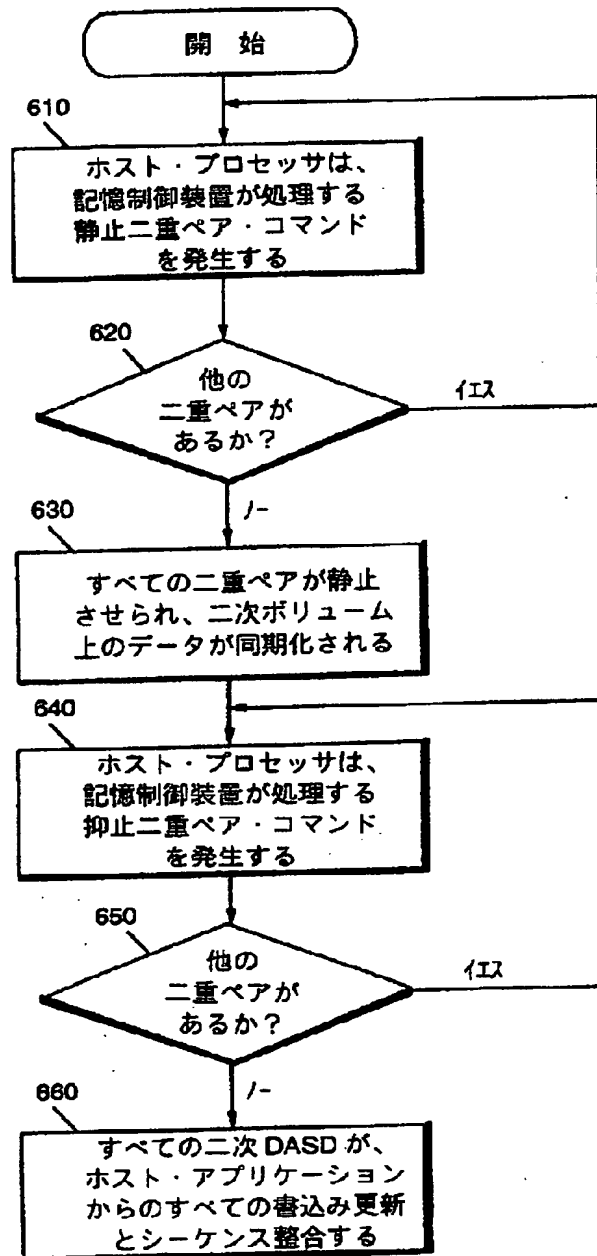 開 始
610
ホスト・プロセッサは、
記憶制御装置が処理する
静止二重ペア・コマンド
を発生する
620
他の
二重ペアが
あるか？
イエス
ノー
630
すべての二重ペアが静止
させられ、二次ボリューム
上のデータが同期化される
640
ホスト・プロセッサは、
記憶制御装置が処理する
抑止二重ペア・コマンド
を発生する
650
他の
二重ペアが
あるか？
イエス
ノー
660
すべての二次 DASD が、
ホスト・アプリケーション
からのすべての書込み更新
とシーケンス整合する